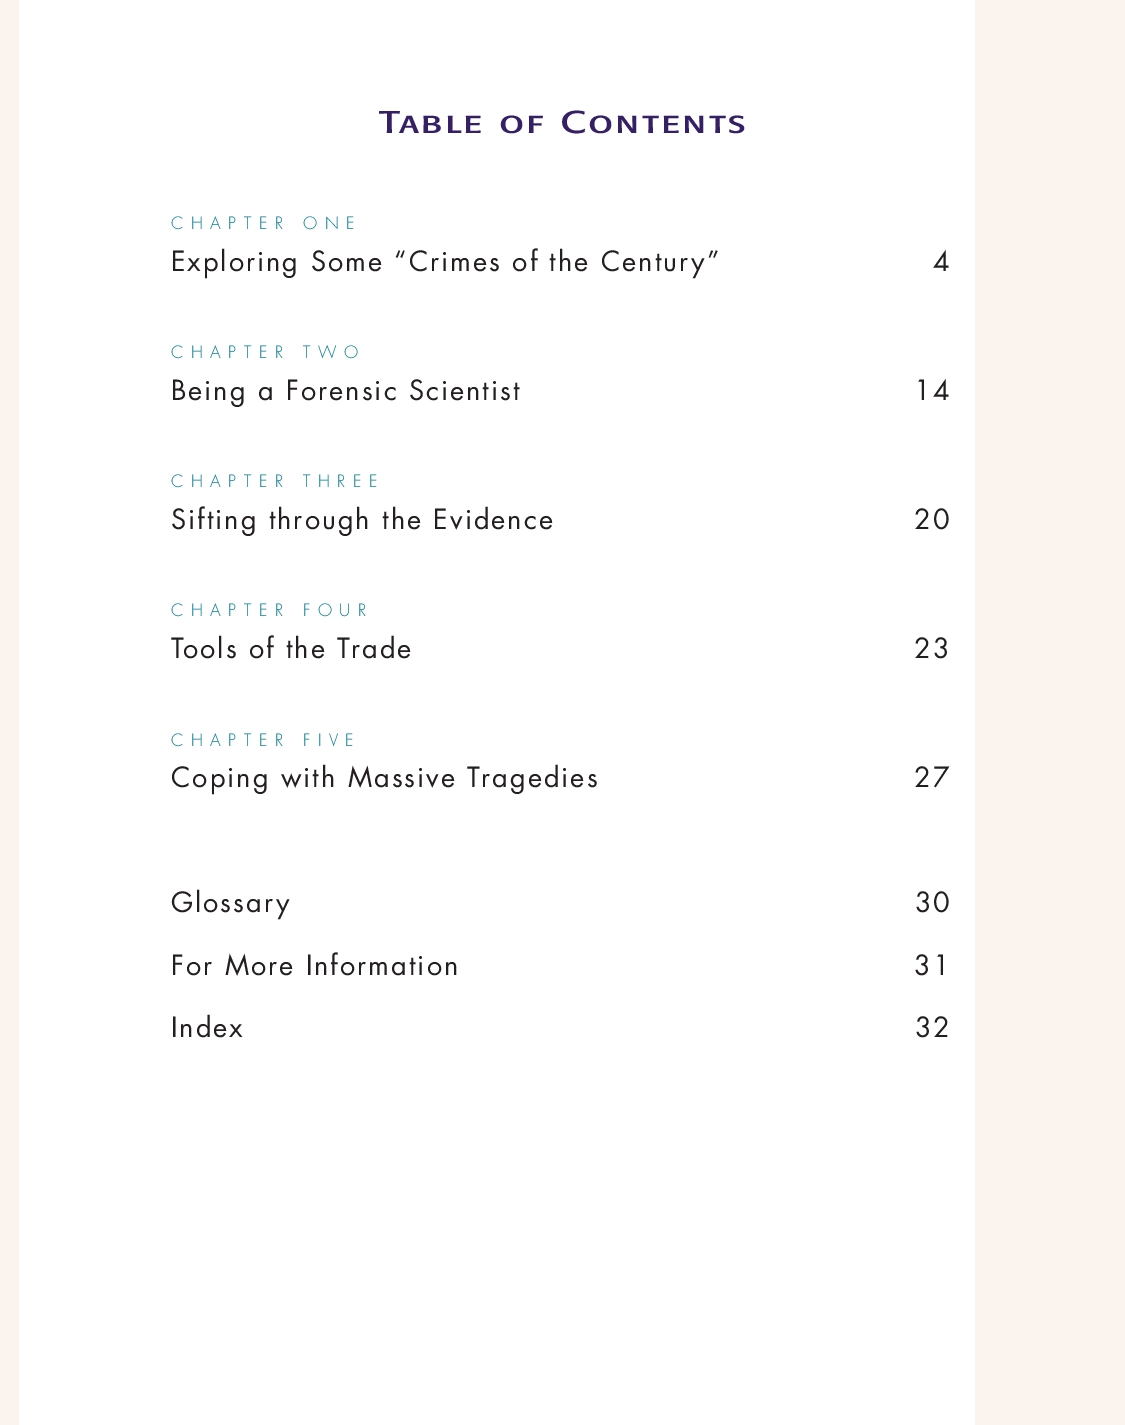 Table of Contents
CHAPTER ONE
Exploring Some “Crimes of the Century” 4
CHAPTER TWO
Being a Forensic Scientist 14
CHAPTER THREE
Sifting through the Evidence 20
CHAPTER FOUR
Tools of the Trade 23
CHAPTER FIVE
Coping with Massive Tragedies 27
Glossary 30
For More Information 31
Index 32